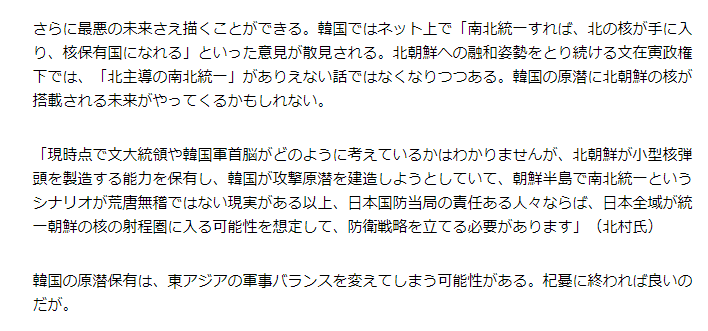 さらに最悪の未来さえ描くことができる。韓国ではネット上で「南北統一すれば、北の核が手に入
り、核保有国になれる」といった意見が散見される。北朝鮮への融和姿勢をとり続ける文在寅政権
下では、「北主導の南北統一」がありえない話ではなくなりつつある。韓国の原潜に北朝鮮の核が
搭載される未来がやってくるかもしれない。
「現時点で文大統領や韓国軍首脳がどのように考えているかはわかりませんが、北朝鮮が小型核弾
頭を製造する能力を保有し、韓国が攻撃原潜を建造しようとしていて、朝鮮半島で南北統一という
シナリオが荒唐無稽ではない現実がある以上、日本国防当局の責任ある人々ならば、日本全域が統
一朝鮮の核の射程圏に入る可能性を想定して、防衛戦略を立てる必要があります」（北村氏）
韓国の原潜保有は、東アジアの軍事バランスを変えてしまう可能性がある。杞憂に終われば良いの
だが。